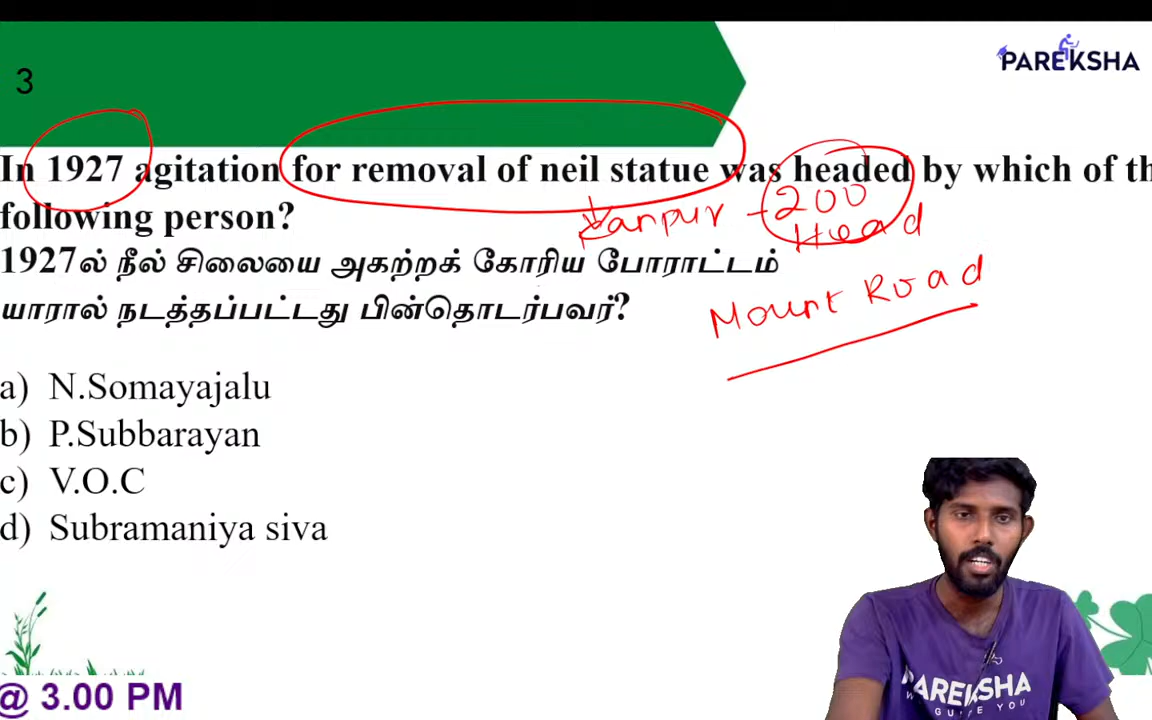 PAREKSHA
3
In 1927 agitation for removal of neil statue was headed by which of th
following person?
Kanpur - 200
Head
1927ல் நீல் சிலையை அகற்றக் கோரிய போராட்டம்
யாரால் நடத்தப்பட்டது பின்தொடர்பவர்?
Mount Road
a) N.Somayajalu
b) P.Subbarayan
c) V.O.C
d) Subramaniya siva
PAREKSHA
GUIDE YOU
@ 3.00 PM